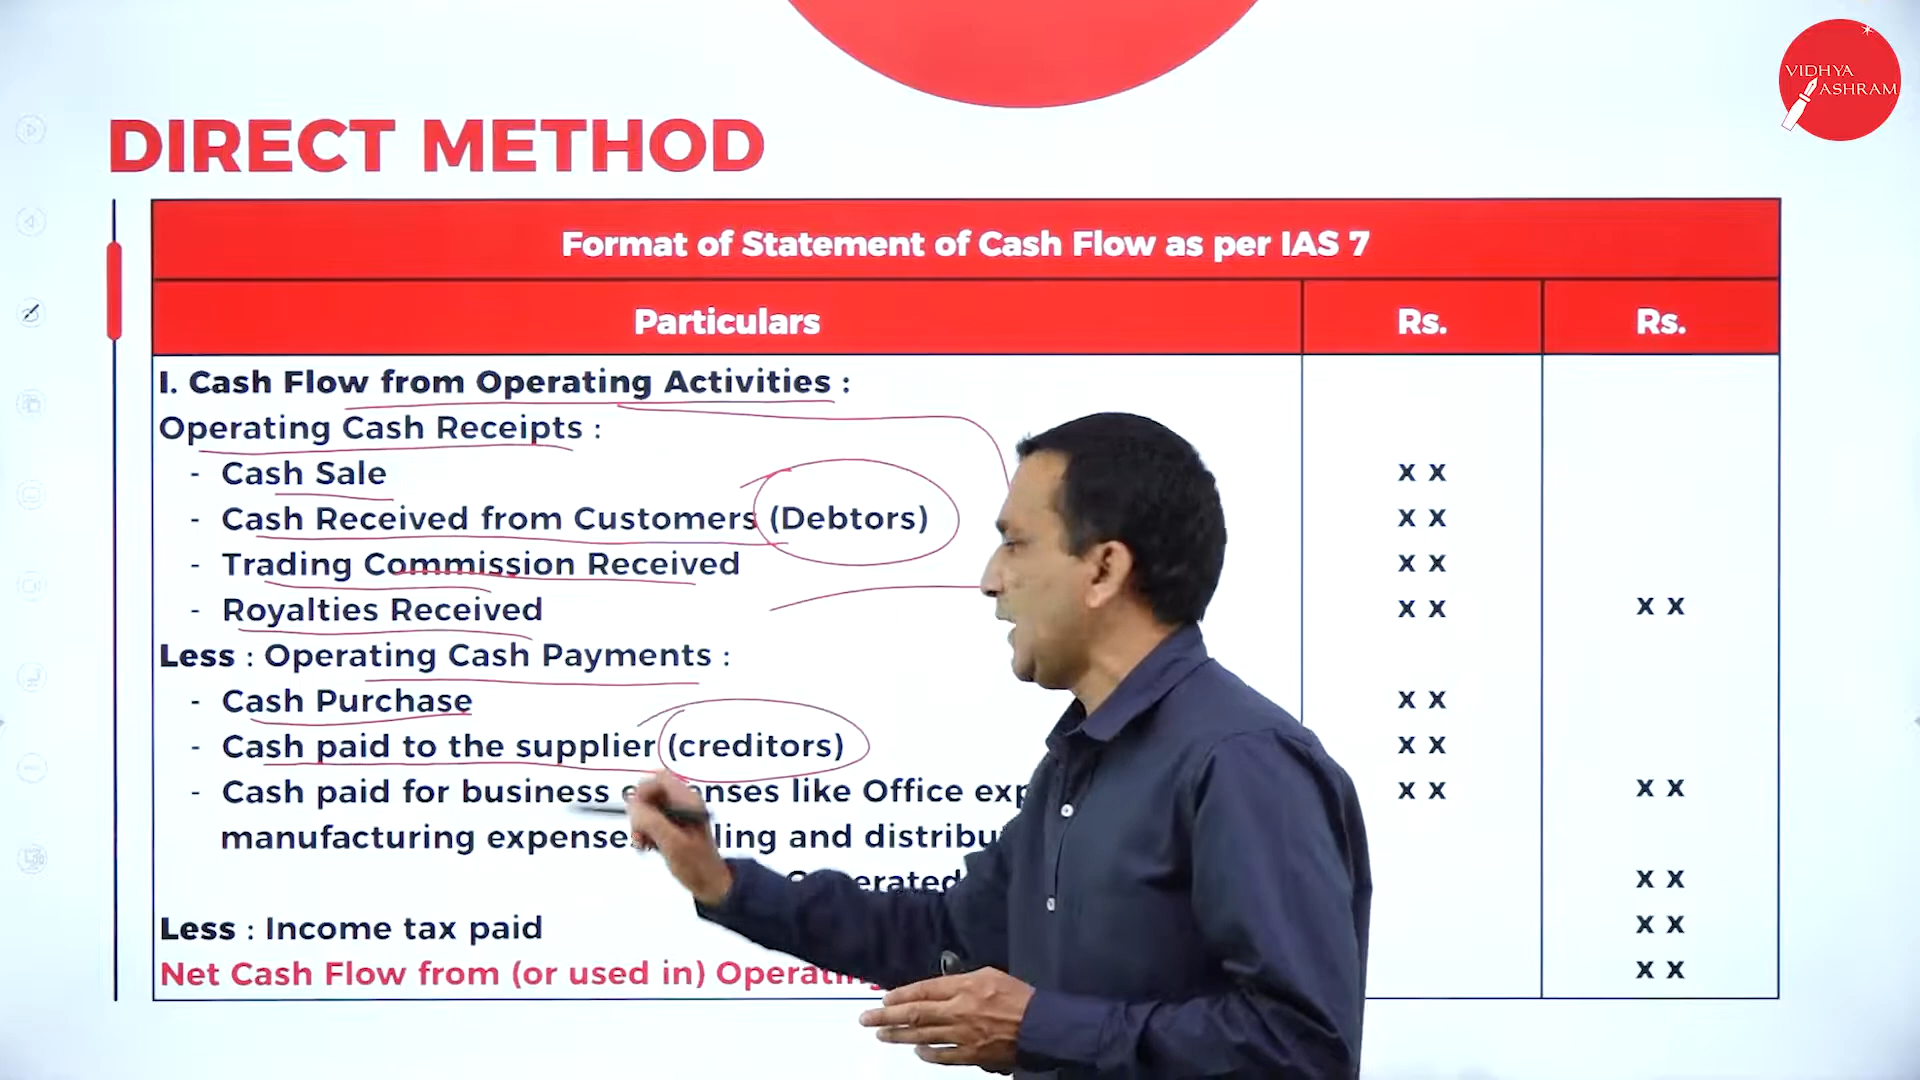 VIDHYA
ASHRAM
DIRECT METHOD
Format of Statement of Cash Flow as per IAS 7
Particulars Rs. Rs.
I. Cash Flow from Operating Activities :
Operating Cash Receipts :
- Cash Sale x x
- Cash Received from Customers (Debtors) x x
- Trading Commission Received x x
- Royalties Received x x x x
Less : Operating Cash Payments :
- Cash Purchase x x
- Cash paid to the supplier (creditors) x x
- Cash paid for business like Office x x x x
manufacturing and
x x
Less : Income tax paid x x
Net Cash Flow from (or used in) x x